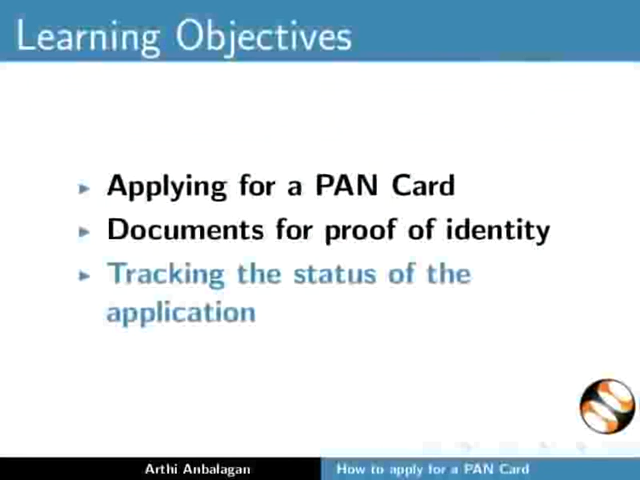 Learning Objectives
Applying for a PAN Card
Documents for proof of identity
Tracking the status of the
application
Arthi Anbalagan
How to apply for a PAN Card